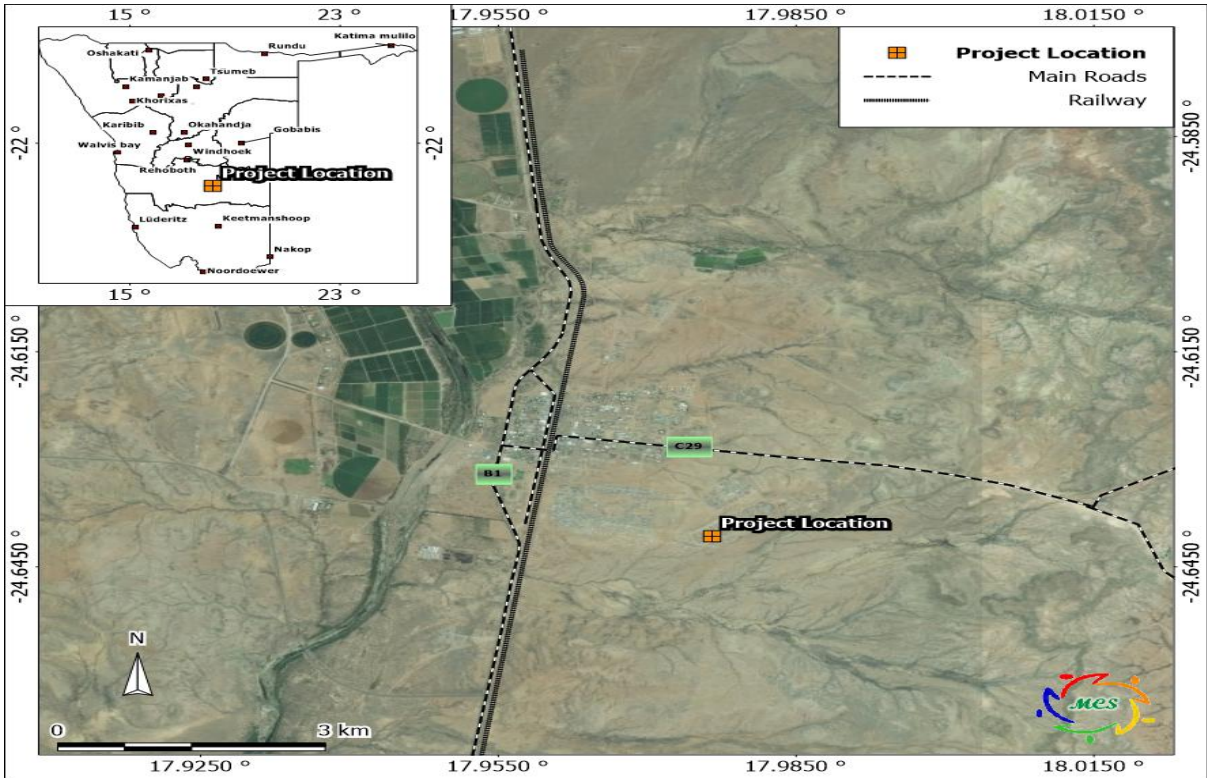 15 °
23 °
17.9550 °
17.9850 °
18.0150 °
Katima mulilo
Oshakati
Rundu
Tsumeb
Kamanjab
Khorixas
Karibib
Okahandja
Gobabis
-22 °
-22 °
Walvis bay
Windhoek
Rehoboth
Project Location
Lüderitz
Keetmanshoop
Nakop
Noordoewer
15 °
23 °
Project Location
Main Roads
Railway
-24.5850 °
-24.6150 °
-24.6150 °
C29
B1
Project Location
-24.6450 °
-24.6450 °
N
0
3 km
MCS
17.9250 °
17.9550 °
17.9850 °
18.0150 °